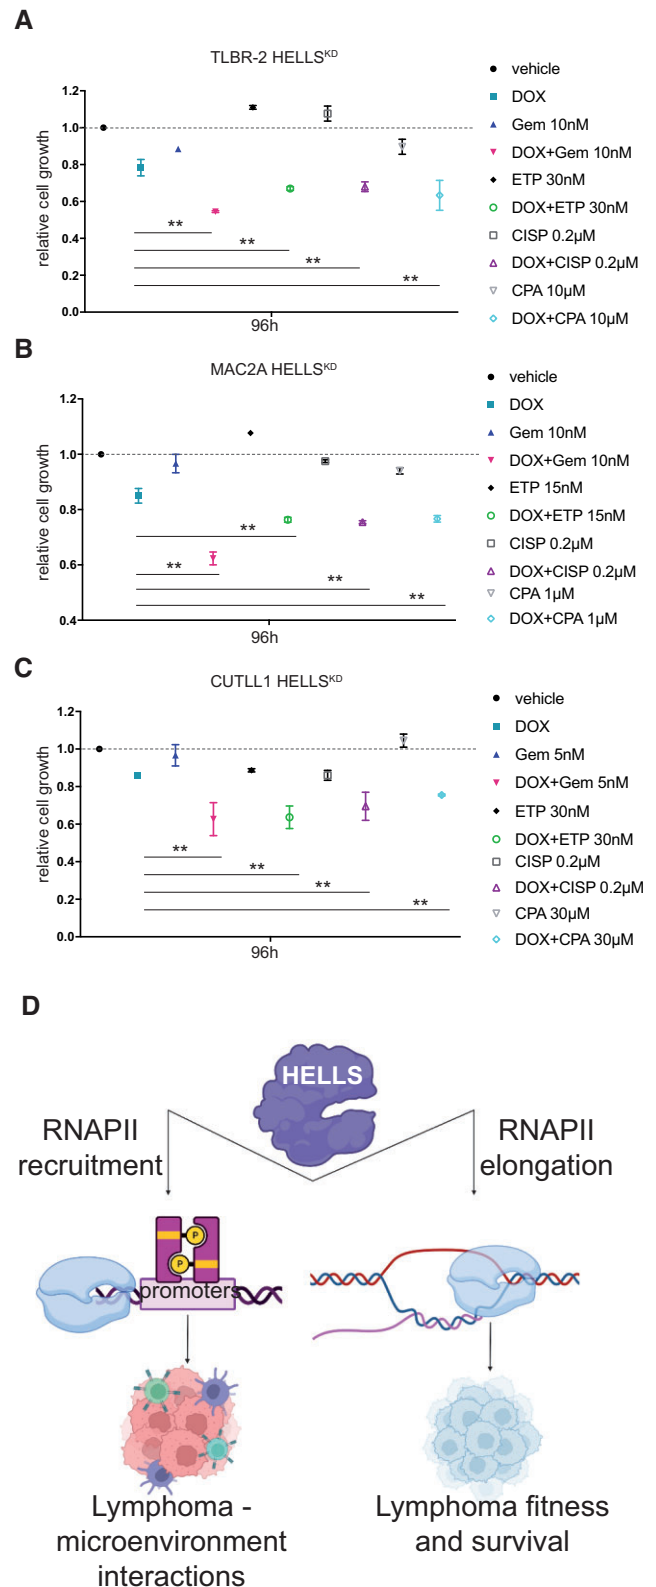 A
TLBR-2 HELLSKD
relative cell growth
1.2
1.0
0.8
0.6
0.4
0.2
0.0
**
**
**
**
96h
vehicle
DOX
Gem 10nM
DOX+Gem 10nM
ETP 30nM
DOX+ETP 30nM
CISP 0.2µM
DOX+CISP 0.2µM
CPA 10µM
DOX+CPA 10µM
B
MAC2A HELLSKD
relative cell growth
1.2
1.0
0.8
0.6
0.4
**
**
**
**
96h
vehicle
DOX
Gem 10nM
DOX+Gem 10nM
ETP 15nM
DOX+ETP 15nM
CISP 0.2µM
DOX+CISP 0.2µM
CPA 1µM
DOX+CPA 1µM
C
CUTLL1 HELLSKD
relative cell growth
1.2
1.0
0.8
0.6
0.4
0.2
0.0
**
**
**
**
96h
vehicle
DOX
Gem 5nM
DOX+Gem 5nM
ETP 30nM
DOX+ETP 30nM
CISP 0.2µM
DOX+CISP 0.2µM
CPA 30µM
DOX+CPA 30µM
D
HELLS
RNAPII
recruitment
RNAPII
elongation
P
P
promoters
Lymphoma -
microenvironment
interactions
Lymphoma fitness
and survival